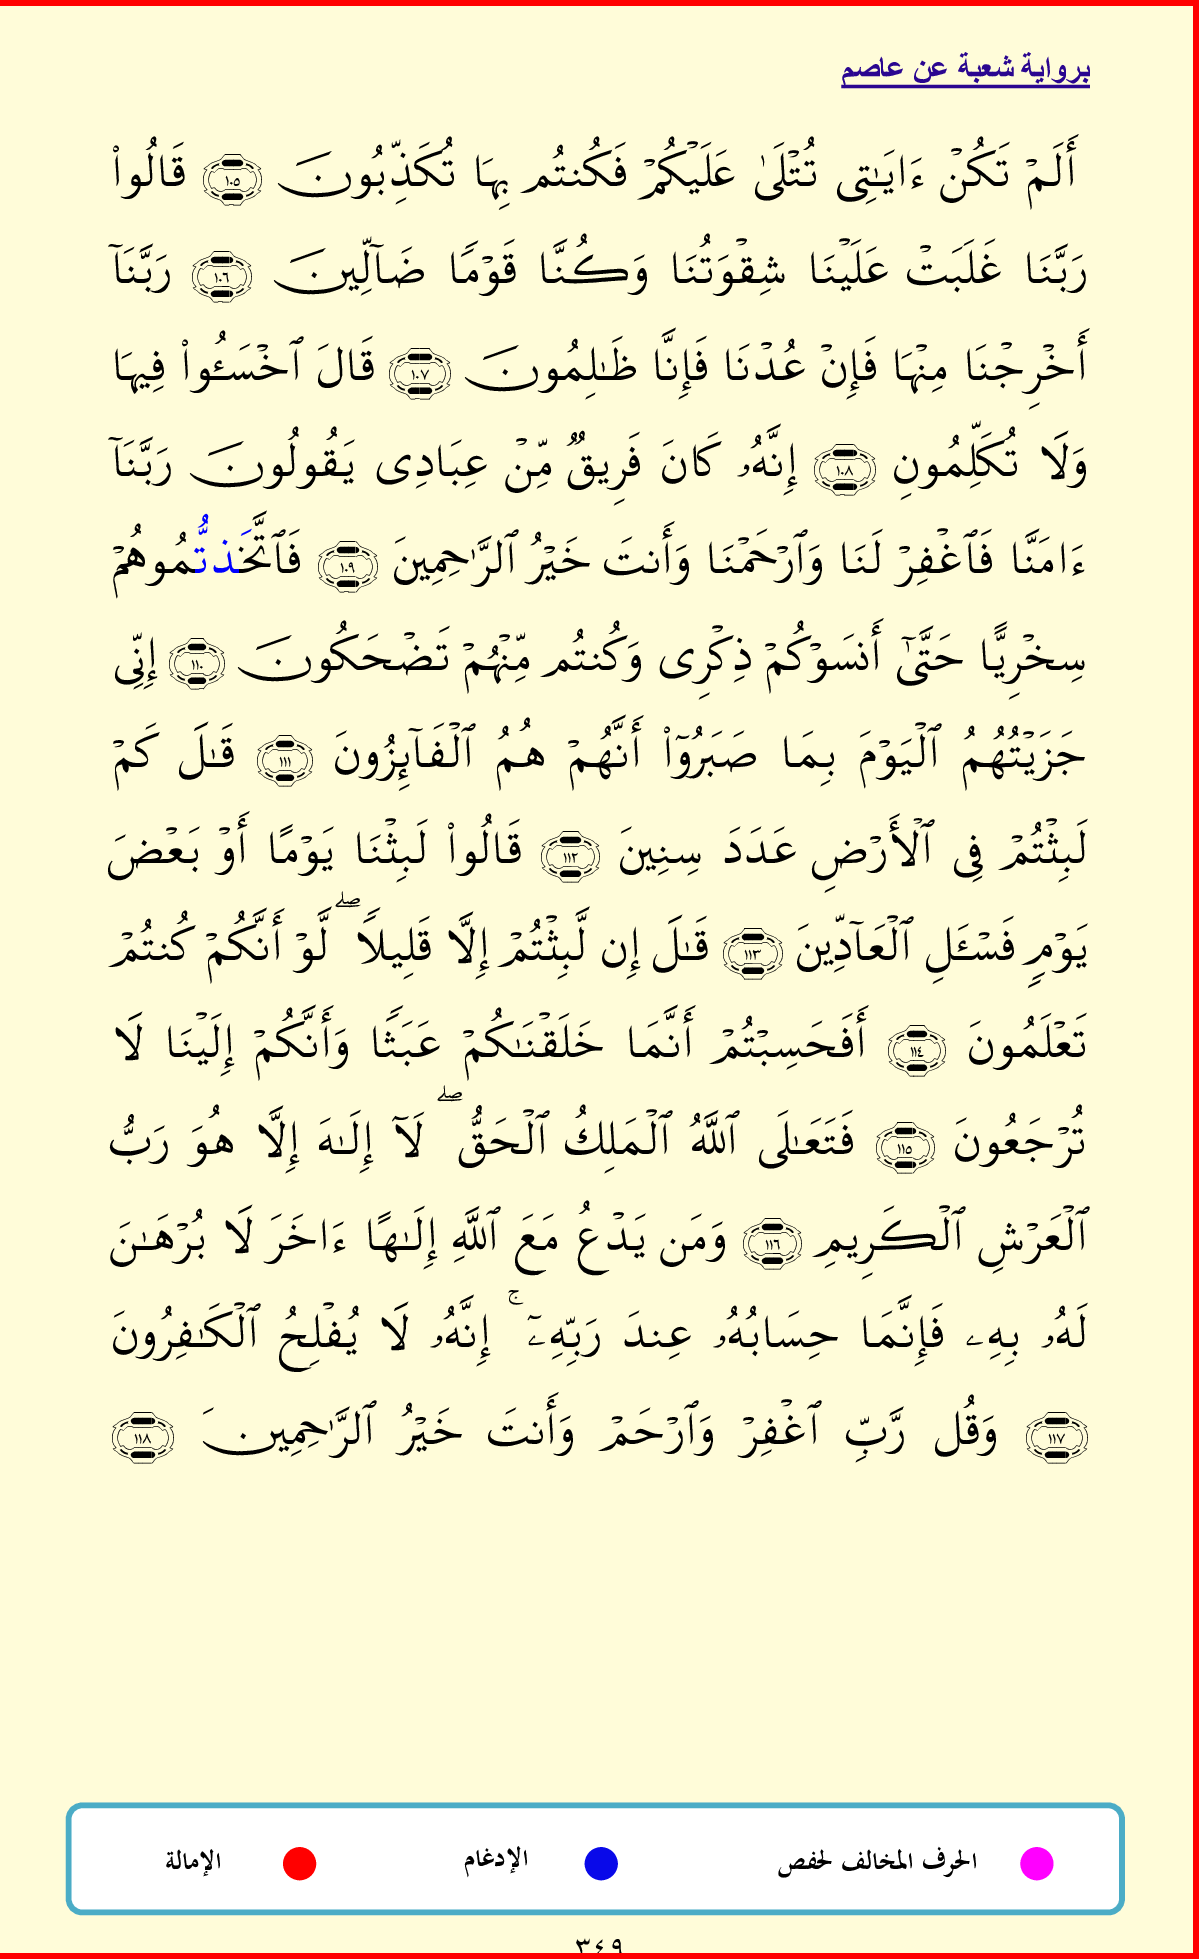 برواية شعبة عن عاصم
أَلَمْ تَكُنْ ءَايَـٰتِى تُتْلَىٰ عَلَيْكُمْ فَكُنتُم بِهَا تُكَذِّبُونَ ١٠٥ قَالُوا۟
رَبَّنَا غَلَبَتْ عَلَيْنَا شِقْوَتُنَا وَكُنَّا قَوْمًا ضَآلِّينَ ١٠٦ رَبَّنَآ
أَخْرِجْنَا مِنْهَا فَإِنْ عُدْنَا فَإِنَّا ظَـٰلِمُونَ ١٠٧ قَالَ ٱخْسَـُٔوا۟ فِيهَا
وَلَا تُكَلِّمُونِ ١٠٨ إِنَّهُۥ كَانَ فَرِيقٌ مِّنْ عِبَادِى يَقُولُونَ رَبَّنَآ
ءَامَنَّا فَٱغْفِرْ لَنَا وَٱرْحَمْنَا وَأَنتَ خَيْرُ ٱلرَّٰحِمِينَ ١٠٩ فَٱتَّخَذتُّمُوهُمْ
سِخْرِيًّا حَتَّىٰٓ أَنسَوْكُمْ ذِكْرِى وَكُنتُم مِّنْهُمْ تَضْحَكُونَ ١١٠ إِنِّى
جَزَيْتُهُمُ ٱلْيَوْمَ بِمَا صَبَرُوٓا۟ أَنَّهُمْ هُمُ ٱلْفَآئِزُونَ ١١١ قَـٰلَ كَمْ
لَبِثْتُمْ فِى ٱلْأَرْضِ عَدَدَ سِنِينَ ١١٢ قَالُوا۟ لَبِثْنَا يَوْمًا أَوْ بَعْضَ
يَوْمٍ فَسْـَٔلِ ٱلْعَآدِّينَ ١١٣ قَـٰلَ إِن لَّبِثْتُمْ إِلَّا قَلِيلًا ۖ لَّوْ أَنَّكُمْ كُنتُمْ
تَعْلَمُونَ ١١٤ أَفَحَسِبْتُمْ أَنَّمَا خَلَقْنَـٰكُمْ عَبَثًا وَأَنَّكُمْ إِلَيْنَا لَا
تُرْجَعُونَ ١١٥ فَتَعَـٰلَى ٱللَّهُ ٱلْمَلِكُ ٱلْحَقُّ ۖ لَآ إِلَـٰهَ إِلَّا هُوَ رَبُّ
ٱلْعَرْشِ ٱلْكَرِيمِ ١١٦ وَمَن يَدْعُ مَعَ ٱللَّهِ إِلَـٰهًا ءَاخَرَ لَا بُرْهَـٰنَ
لَهُۥ بِهِۦ فَإِنَّمَا حِسَابُهُۥ عِندَ رَبِّهِۦٓ ۚ إِنَّهُۥ لَا يُفْلِحُ ٱلْكَـٰفِرُونَ
١١٧ وَقُل رَّبِّ ٱغْفِرْ وَٱرْحَمْ وَأَنتَ خَيْرُ ٱلرَّٰحِمِينَ ١١٨
الحرف المخالف لحفص الإدغام الإمالة
٣٤٩